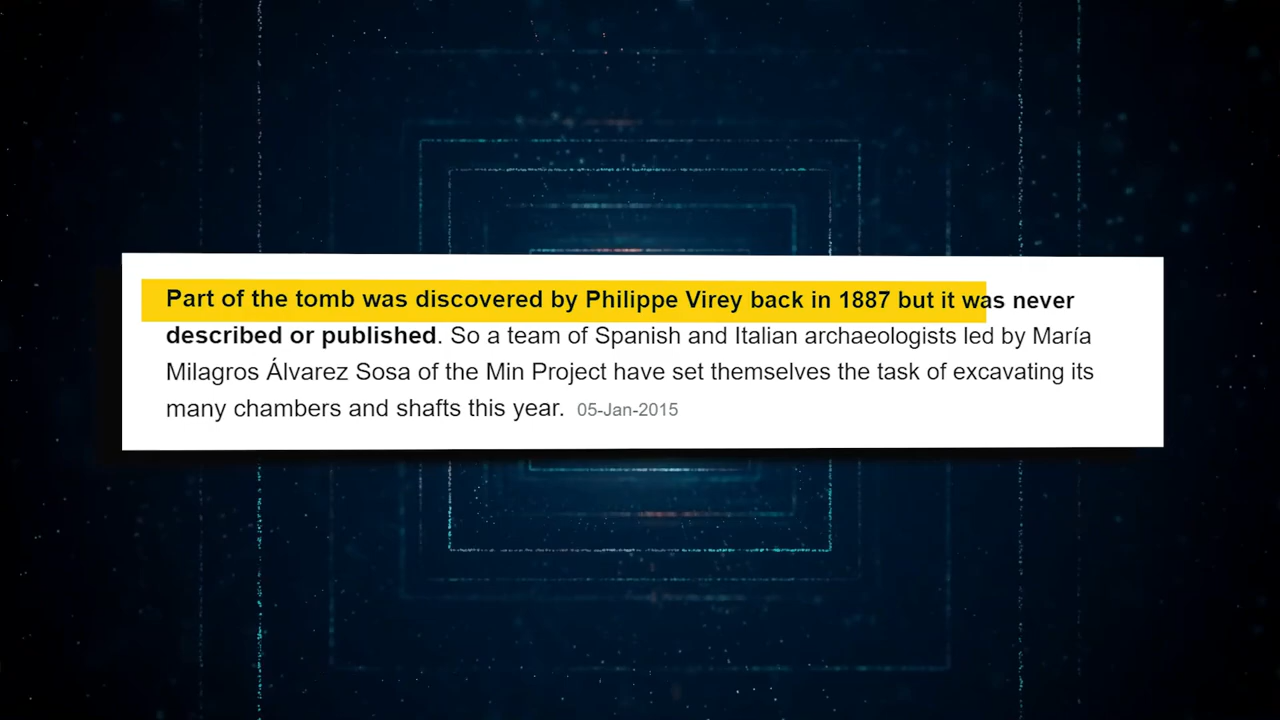 Part of the tomb was discovered by Philippe Virey back in 1887 but it was never
described or published. So a team of Spanish and Italian archaeologists led by María
Milagros Álvarez Sosa of the Min Project have set themselves the task of excavating its
many chambers and shafts this year. 05-Jan-2015